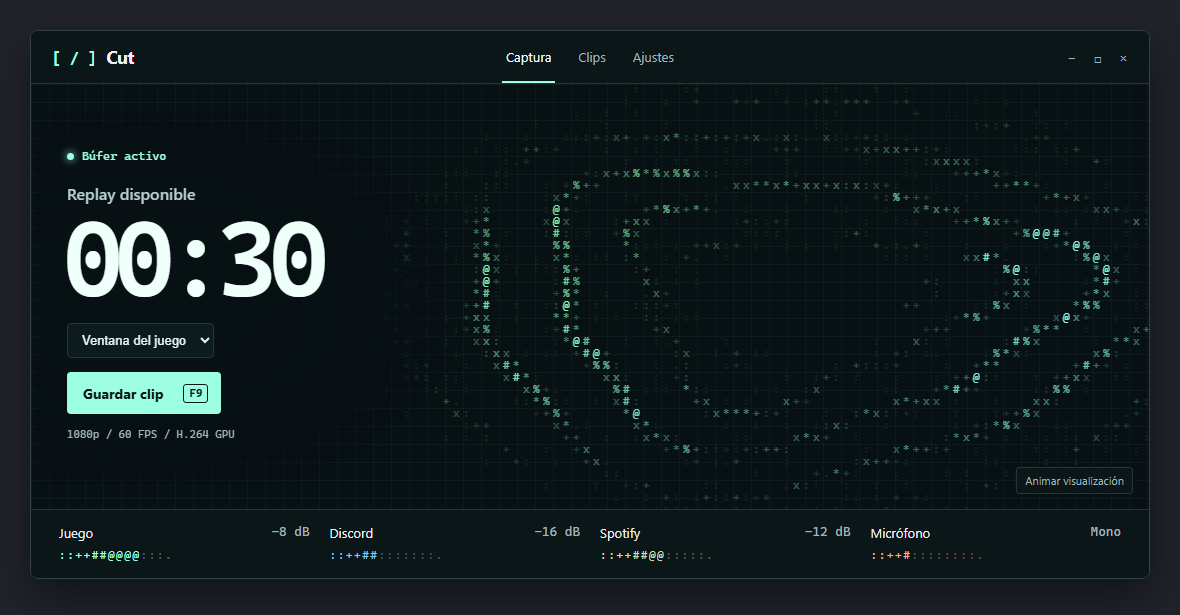 [ / ] Cut
Captura Clips Ajustes
Búfer activo
Replay disponible
00:30
Ventana del juego
Guardar clip F9
1080p / 60 FPS / H.264 GPU
Animar visualización
Juego -8 dB
::++##@@@@:::.
Discord -16 dB
::++##:::::::.
Spotify -12 dB
::++##@@:::::.
Micrófono Mono
::++#::::::::.